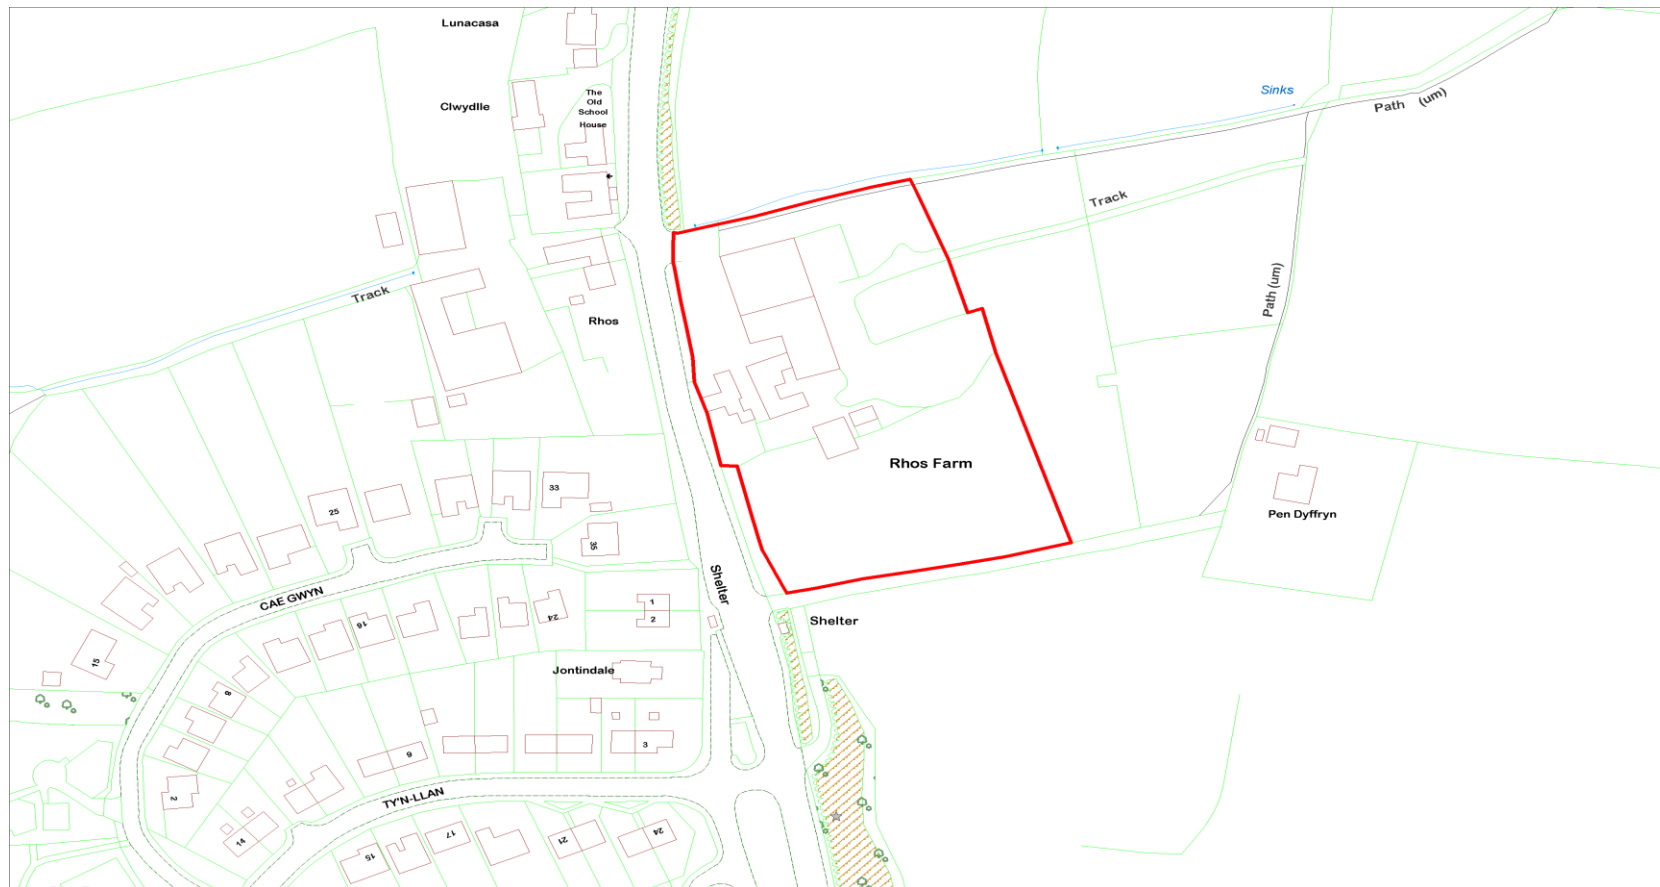 Lunacasa
Clwydlle
The
Old
School
House
Sinks
Path (um)
Track
Track
Path (um)
Rhos
Rhos Farm
Pen Dyffryn
33
25
35
Shelter
CAE GWYN
1
2
24
16
Shelter
15
Jontindale
8
3
9
2
TY'N-LLAN
14
17
21
24
15